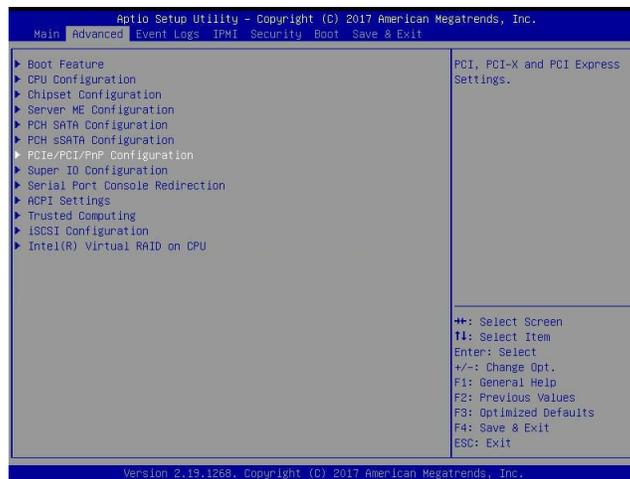 Aptio Setup Utility – Copyright (C) 2017 American Megatrends, Inc.
Main Advanced Event Logs IPMI Security Boot Save & Exit
Boot Feature
CPU Configuration
Chipset Configuration
Server ME Configuration
PCH SATA Configuration
PCH sSATA Configuration
PCIe/PCI/PnP Configuration
Super IO Configuration
Serial Port Console Redirection
ACPI Settings
Trusted Computing
iSCSI Configuration
Intel(R) Virtual RAID on CPU
PCI, PCI-X and PCI Express
Settings.
→←: Select Screen
↑↓: Select Item
Enter: Select
+/-: Change Opt.
F1: General Help
F2: Previous Values
F3: Optimized Defaults
F4: Save & Exit
ESC: Exit
Version 2.19.1268. Copyright (C) 2017 American Megatrends, Inc.